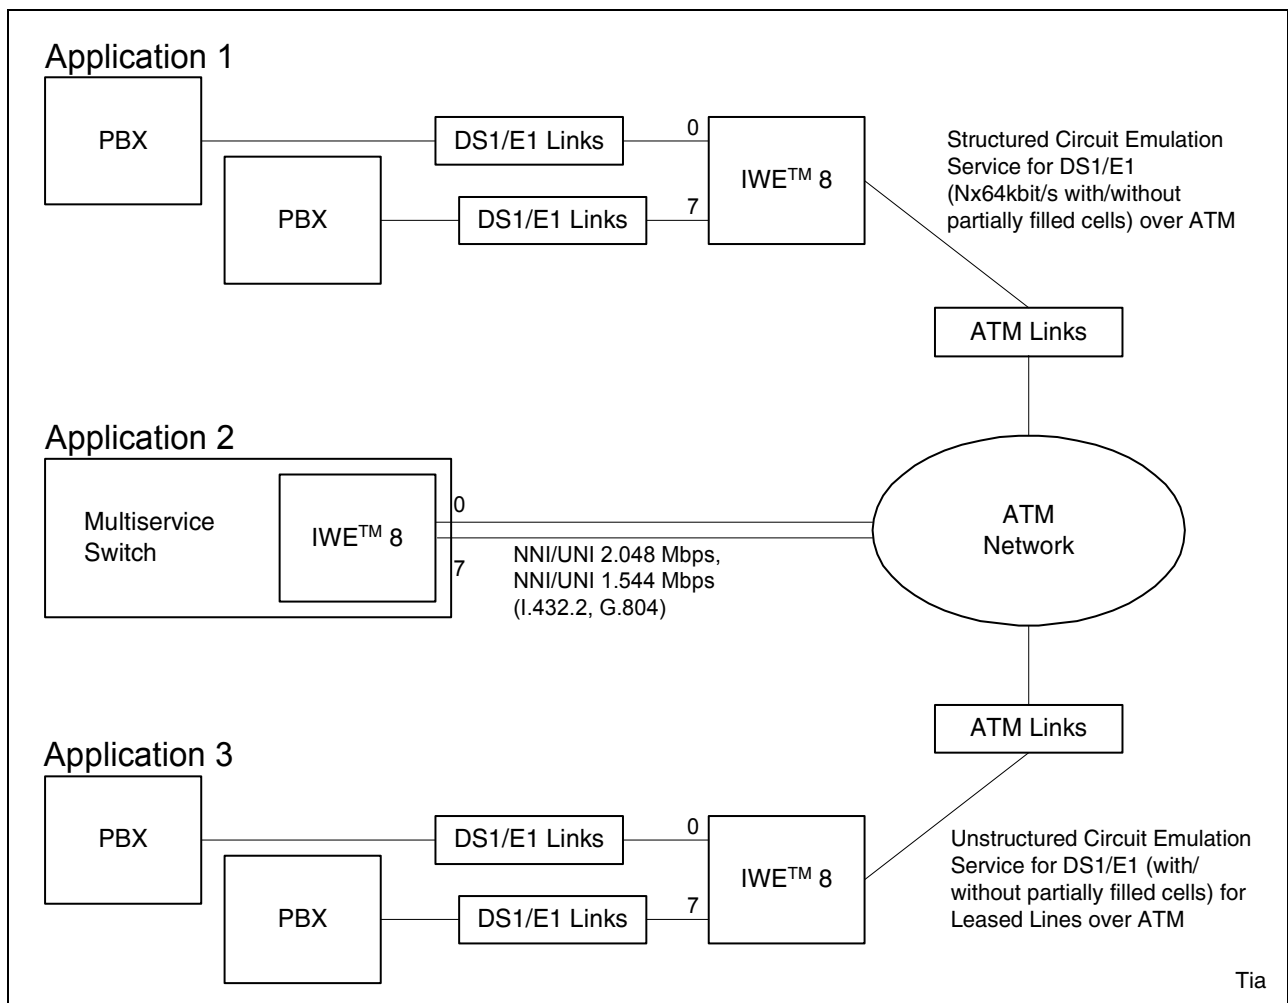 Application 1
PBX
DS1/E1 Links
0
IWE™ 8
Structured Circuit Emulation
Service for DS1/E1
(Nx64kbit/s with/without
partially filled cells) over ATM
PBX
DS1/E1 Links
7
ATM Links
Application 2
Multiservice
Switch
IWE™ 8
0
7
NNI/UNI 2.048 Mbps,
NNI/UNI 1.544 Mbps
(I.432.2, G.804)
ATM
Network
ATM Links
Application 3
PBX
DS1/E1 Links
0
IWE™ 8
Unstructured Circuit Emulation
Service for DS1/E1 (with/
without partially filled cells) for
Leased Lines over ATM
PBX
DS1/E1 Links
7
Tia